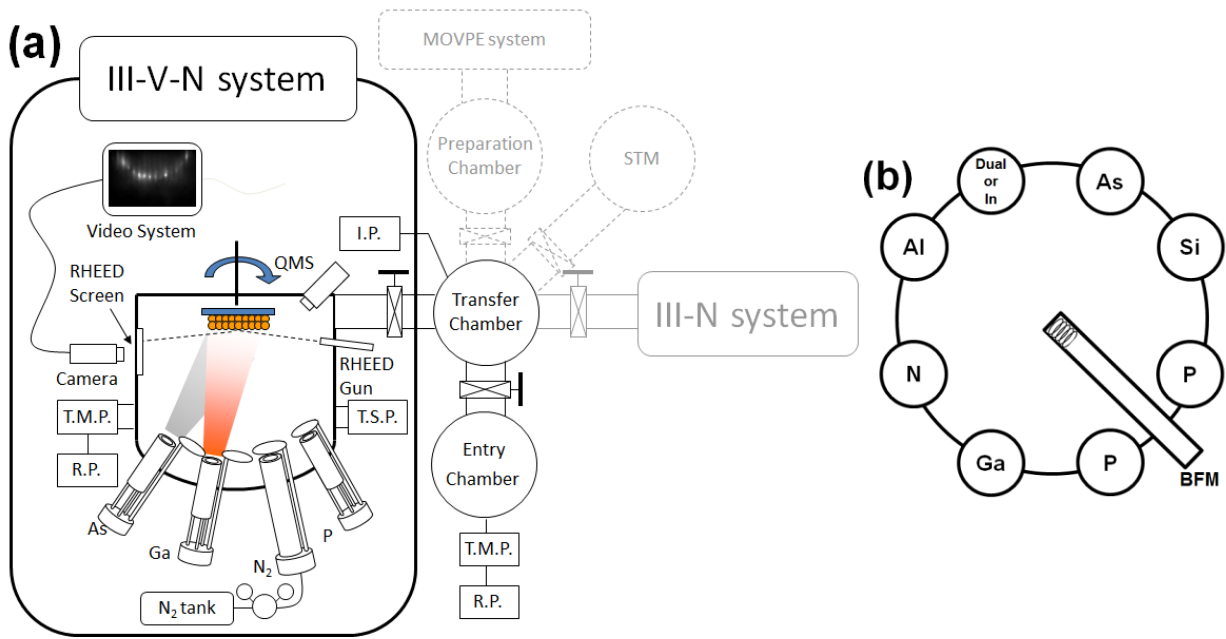 (a)
III-V-N system
MOVPE system
Preparation
Chamber
STM
Video System
I.P.
QMS
RHEED
Screen
Transfer
Chamber
III-N system
Camera
RHEED
Gun
T.M.P.
T.S.P.
R.P.
Entry
Chamber
As
Ga
N₂
P
T.M.P.
N₂ tank
R.P.
(b)
Dual
or
In
As
Al
Si
N
P
Ga
P
BFM